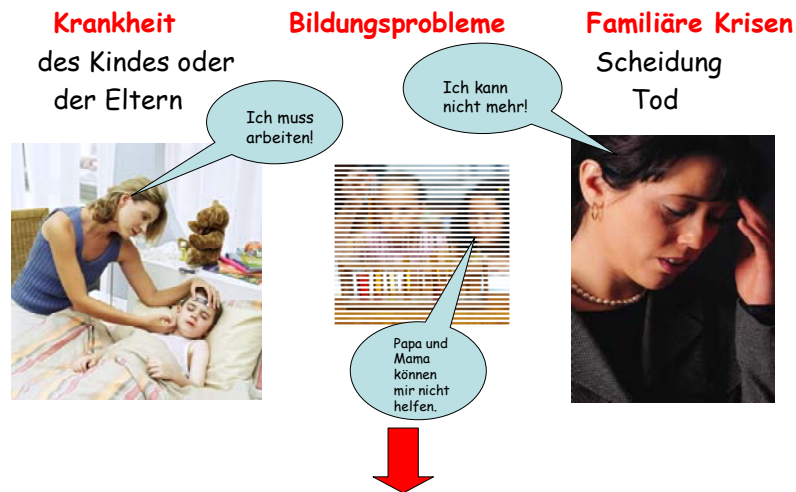 Krankheit
des Kindes oder
der Eltern
Ich muss
arbeiten!
Bildungsprobleme
Papa und
Mama
können
mir nicht
helfen.
Familiäre Krisen
Scheidung
Tod
Ich kann
nicht mehr!